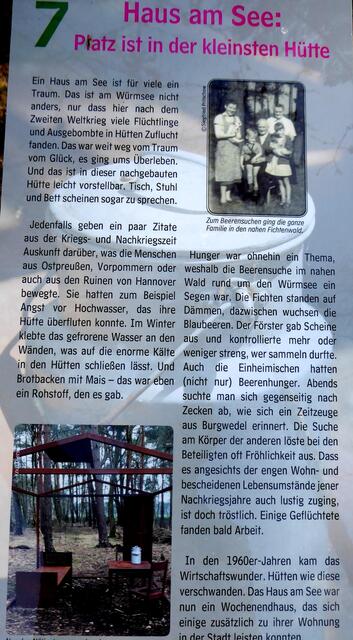 7
Haus am See:
Platz ist in der kleinsten Hütte
Ein Haus am See ist für viele ein
Traum. Das ist am Würmsee nicht
anders, nur dass hier nach dem
Zweiten Weltkrieg viele Flüchtlinge
und Ausgebombte in Hütten Zuflucht
fanden. Das war weit weg vom Traum
vom Glück, es ging ums Überleben.
Und das ist in dieser nachgebauten
Hütte leicht vorstellbar. Tisch, Stuhl
und Bett scheinen sogar zu sprechen.
Jedenfalls geben ein paar Zitate
aus der Kriegs- und Nachkriegszeit
Auskunft darüber, was die Menschen
aus Ostpreußen, Vorpommern oder
auch aus den Ruinen von Hannover
bewegte. Sie hatten zum Beispiel
Angst vor Hochwasser, das ihre
Hütte überfluten konnte. Im Winter
klebte das gefrorene Wasser an den
Wänden, was auf die enorme Kälte
in den Hütten schließen lässt. Und
Brotbacken mit Mais – das war eben
ein Rohstoff, den es gab.
Zum Beerensuchen ging die ganze
Familie in den nahen Fichtenwald.
Hunger war ohnehin ein Thema,
weshalb die Beerensuche im nahen
Wald rund um den Würmsee ein
Segen war. Die Fichten standen auf
Dämmen, dazwischen wuchsen die
Blaubeeren. Der Förster gab Scheine
aus und kontrollierte mehr oder
weniger streng, wer sammeln durfte.
Auch die Einheimischen hatten
(nicht nur) Beerenhunger. Abends
suchte man sich gegenseitig nach
Zecken ab, wie sich ein Zeitzeuge
aus Burgwedel erinnert. Die Suche
am Körper der anderen löste bei den
Beteiligten oft Fröhlichkeit aus. Dass
es angesichts der engen Wohn- und
bescheidenen Lebensumstände jener
Nachkriegsjahre auch lustig zuging,
ist doch tröstlich. Einige Geflüchtete
fanden bald Arbeit.
In den 1960er-Jahren kam das
Wirtschaftswunder. Hütten wie diese
verschwanden. Das Haus am See war
nun ein Wochenendhaus, das sich
einige zusätzlich zu ihrer Wohnung
in der Stadt leisten konnten.